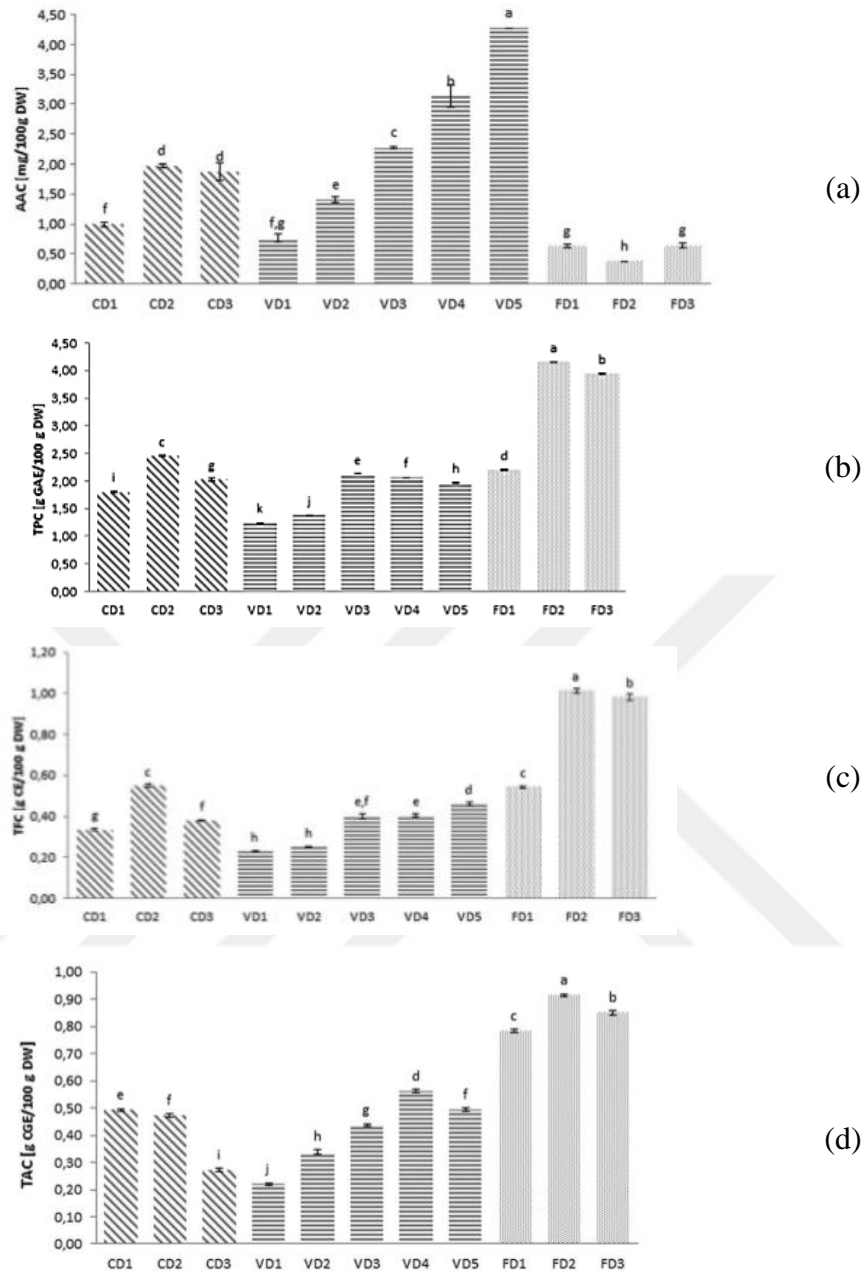 4,50
4,00
3,50
3,00
2,50
2,00
1,50
1,00
0,50
0,00
AAC [mg/100g DW]
f d d f,g e c b a g h g
CD1 CD2 CD3 VD1 VD2 VD3 VD4 VD5 FD1 FD2 FD3
(a)
4,50
4,00
3,50
3,00
2,50
2,00
1,50
1,00
0,50
0,00
TPC [g GAE/100 g DW]
i c g k j e f h d a b
CD1 CD2 CD3 VD1 VD2 VD3 VD4 VD5 FD1 FD2 FD3
(b)
1,20
1,00
0,80
0,60
0,40
0,20
0,00
TFC [g CE/100 g DW]
g c f h h e,f e d c a b
CD1 CD2 CD3 VD1 VD2 VD3 VD4 VD5 FD1 FD2 FD3
(c)
1,00
0,90
0,80
0,70
0,60
0,50
0,40
0,30
0,20
0,10
0,00
TAC [g CGE/100 g DW]
e f i j h g d f c a b
CD1 CD2 CD3 VD1 VD2 VD3 VD4 VD5 FD1 FD2 FD3
(d)